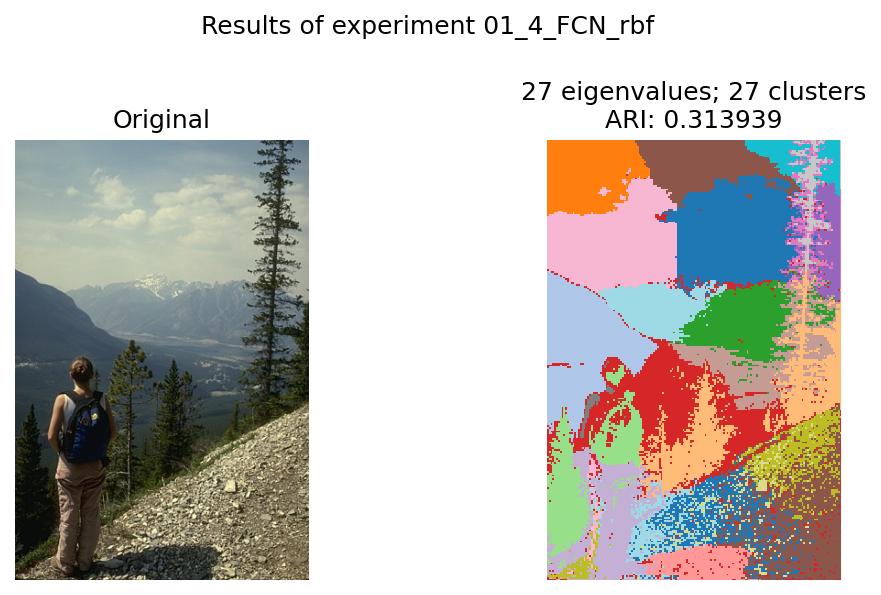 Results of experiment 01_4_FCN_rbf
Original
27 eigenvalues; 27 clusters
ARI: 0.313939